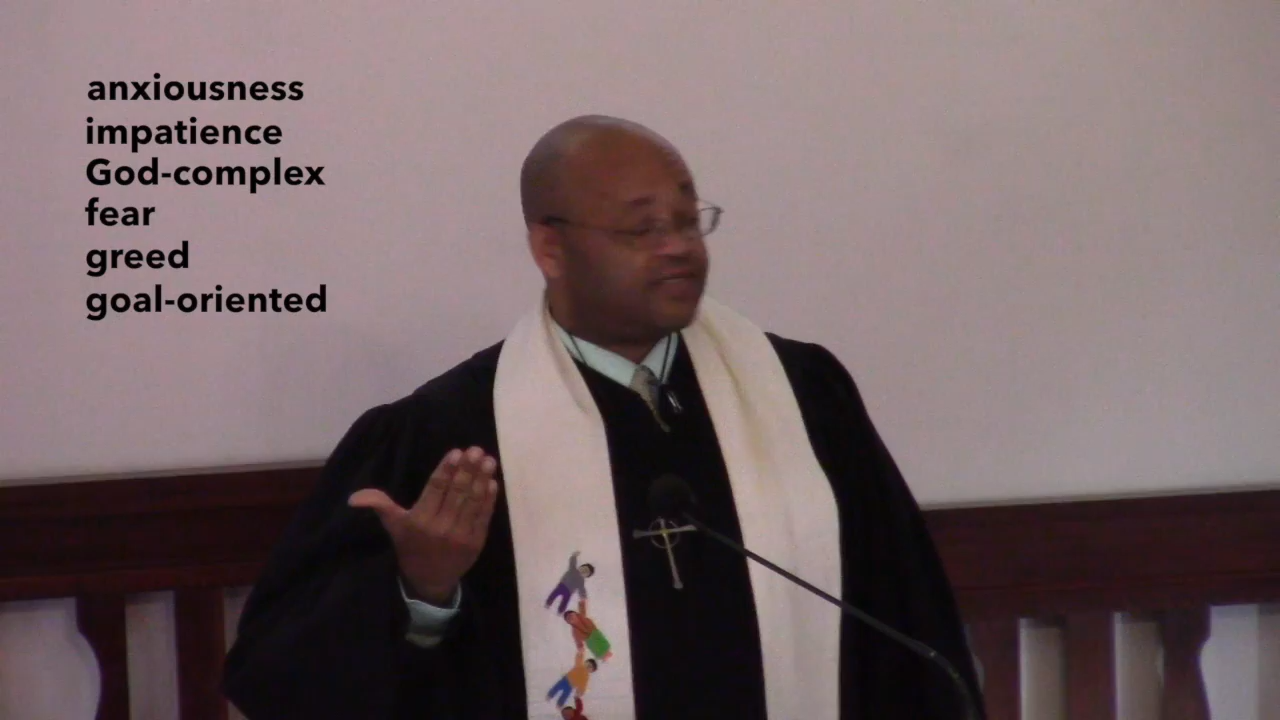 anxiousness
impatience
God-complex
fear
greed
goal-oriented